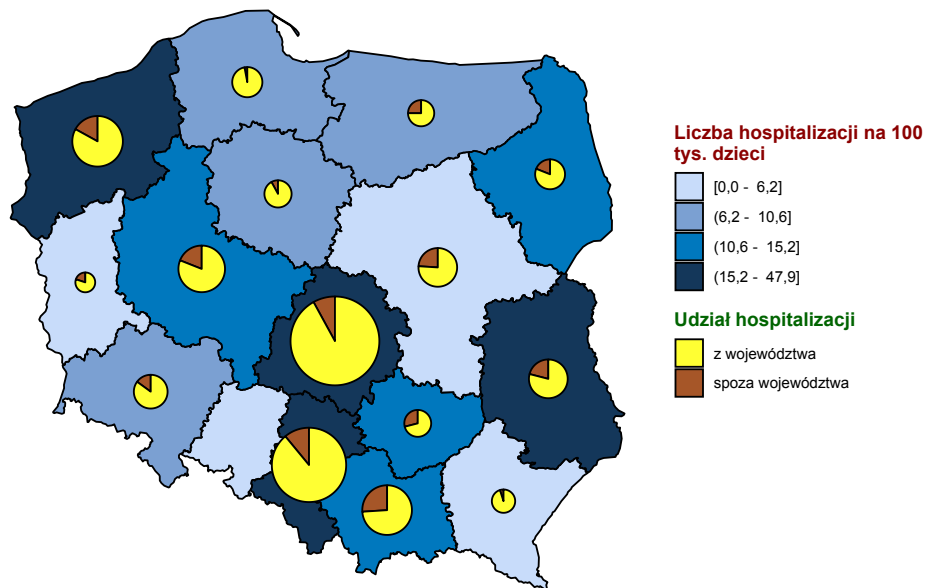 Liczba hospitalizacji na 100
tys. dzieci
[0,0 - 6,2]
(6,2 - 10,6]
(10,6 - 15,2]
(15,2 - 47,9]
Udział hospitalizacji
z województwa
spoza województwa